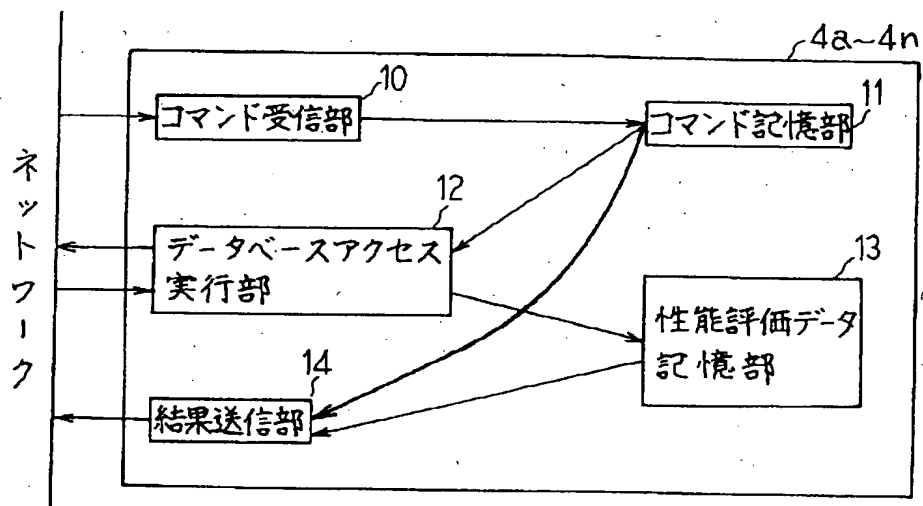 4a~4n
10
コマンド受信部
11
コマンド記憶部
ネットワーク
12
データベースアクセス
実行部
13
性能評価データ
記憶部
14
結果送信部